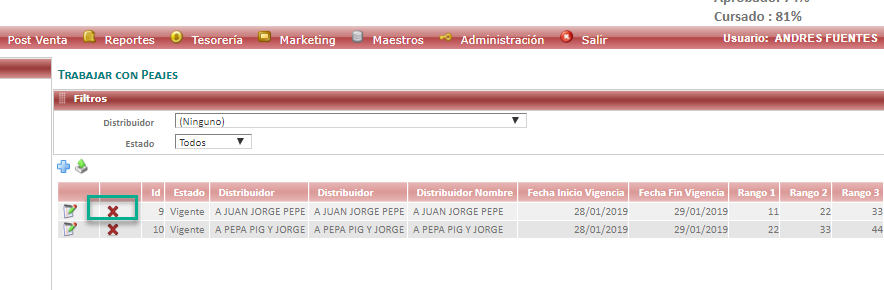 Cursado : 81%
Post Venta Reportes Tesorería Marketing Maestros Administración Salir Usuario: ANDRES FUENTES
TRABAJAR CON PEAJES
Filtros
Distribuidor (Ninguno)
Estado Todos
Id Estado Distribuidor Distribuidor Distribuidor Nombre Fecha Inicio Vigencia Fecha Fin Vigencia Rango 1 Rango 2 Rango 3
9 Vigente A JUAN JORGE PEPE A JUAN JORGE PEPE A JUAN JORGE PEPE 28/01/2019 29/01/2019 11 22 33
10 Vigente A PEPA PIG Y JORGE A PEPA PIG Y JORGE A PEPA PIG Y JORGE 28/01/2019 29/01/2019 22 33 44